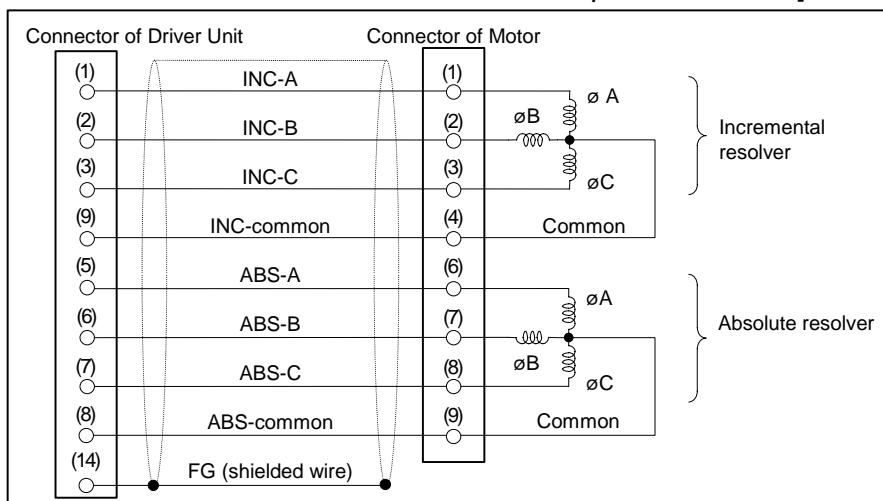 Connector of Driver Unit Connector of Motor
(1) INC-A (1) ø A
(2) INC-B (2) øB
(3) INC-C (3) øC
Incremental
resolver
(9) INC-common (4) Common
(5) ABS-A (6) øA
(6) ABS-B (7) øB
Absolute resolver
(7) ABS-C (8) øC
(8) ABS-common (9) Common
(14) FG (shielded wire)